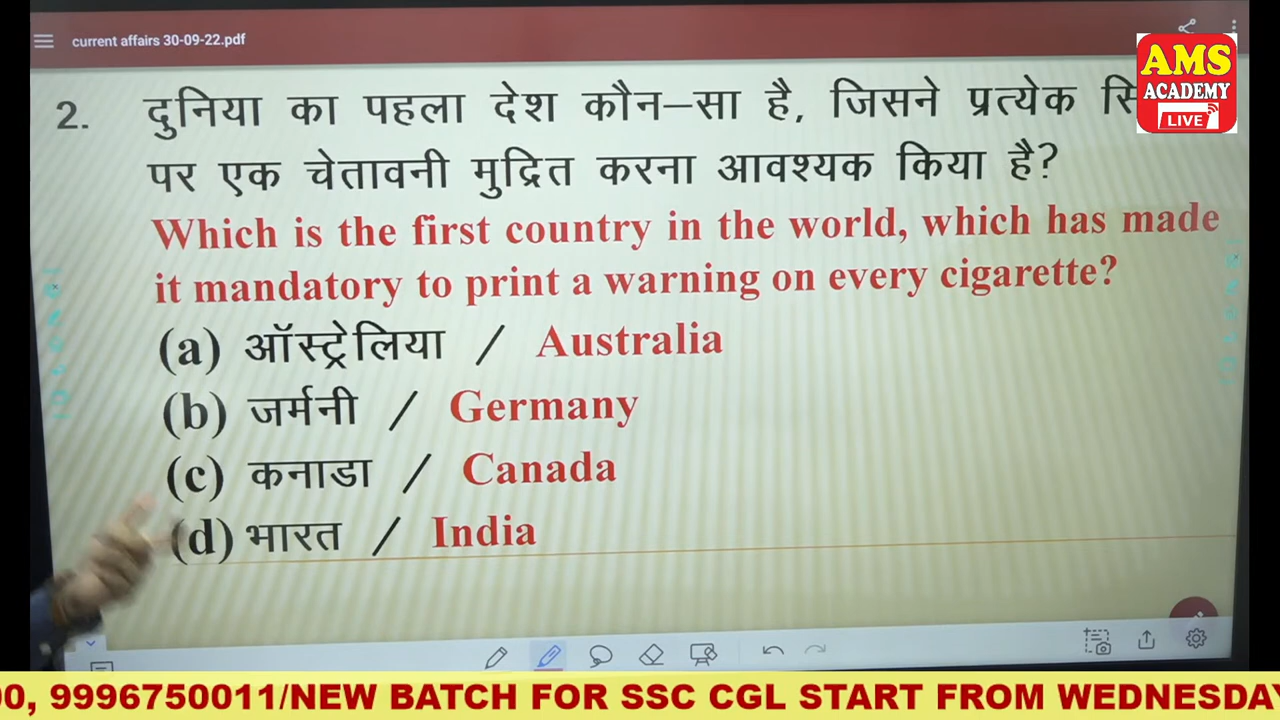 current affairs 30-09-22.pdf
AMS
ACADEMY
LIVE
2. दुनिया का पहला देश कौन–सा है, जिसने प्रत्येक
पर एक चेतावनी मुद्रित करना आवश्यक किया है?
Which is the first country in the world, which has made
it mandatory to print a warning on every cigarette?
(a) ऑस्ट्रेलिया / Australia
(b) जर्मनी / Germany
(c) कनाडा / Canada
(d) भारत / India
0, 9996750011/NEW BATCH FOR SSC CGL START FROM WEDNESDAY